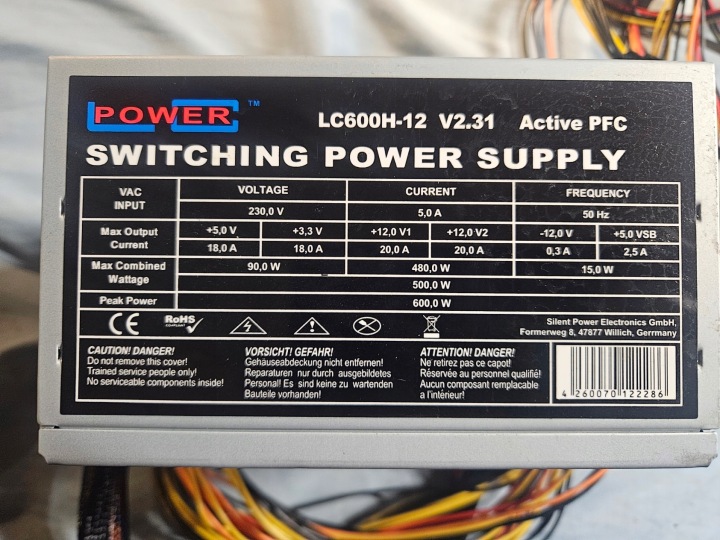 LC POWER ™
LC600H-12 V2.31 Active PFC
SWITCHING POWER SUPPLY
VAC INPUT VOLTAGE CURRENT FREQUENCY
230,0 V 5,0 A 50 Hz
Max Output Current +5,0 V +3,3 V +12,0 V1 +12,0 V2 -12,0 V +5,0 VSB
18,0 A 18,0 A 20,0 A 20,0 A 0,3 A 2,5 A
Max Combined Wattage 90,0 W 480,0 W 15,0 W
500,0 W
Peak Power 600,0 W
CE RoHS COMPLIANT
Silent Power Electronics GmbH,
Formerweg 8, 47877 Willich, Gerrmany
CAUTION! DANGER!
Do not remove this cover!
Trained service people only!
No serviceable components inside!
VORSICHT! GEFAHR!
Gehäuseabdeckung nicht entfernen!
Reparaturen nur durch ausgebildetes
Personal! Es sind keine zu wartenden
Bauteile vorhanden!
ATTENTION! DANGER!
Ne retirez pas ce capot!
Réservée au personnel qualifié!
Aucun composant remplacable
a l'intérieur!
4 260070 122286